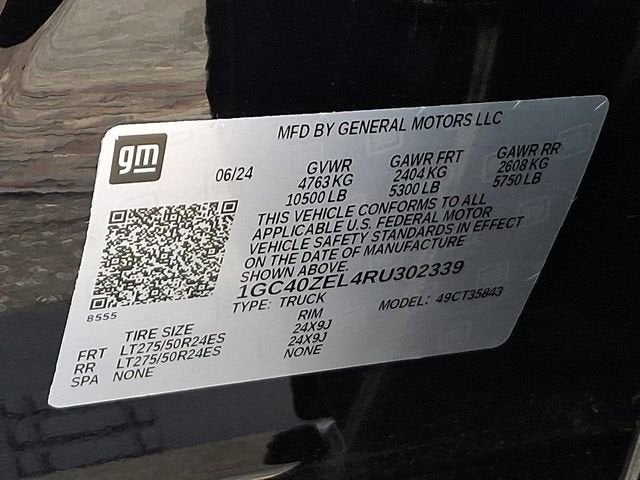 MFD BY GENERAL MOTORS LLC
gm
06/24
GVWR
4763 KG
10500 LB
GAWR FRT
2404 KG
5300 LB
GAWR RR
2608 KG
5750 LB
THIS VEHICLE CONFORMS TO ALL
APPLICABLE U.S. FEDERAL MOTOR
VEHICLE SAFETY STANDARDS IN EFFECT
ON THE DATE OF MANUFACTURE
SHOWN ABOVE.
1GC40ZEL4RU302339
TYPE: TRUCK
MODEL: 49CT35843
8555
TIRE SIZE RIM
FRT LT275/50R24ES 24X9J
RR LT275/50R24ES 24X9J
SPA NONE NONE